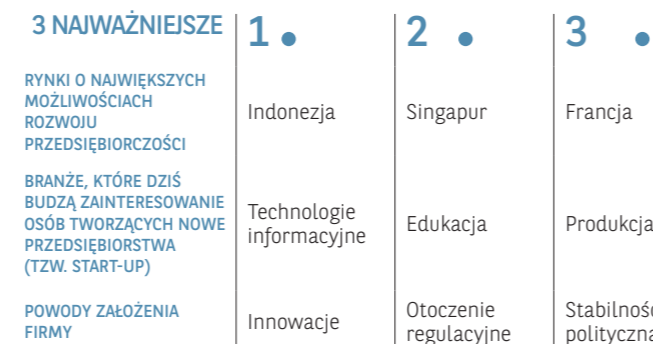 3 NAJWAŻNIEJSZE
1
2
3
RYNKI O NAJWIĘKSZYCH
MOŻLIWOŚCIACH
ROZWOJU
PRZEDSIĘBIORCZOŚCI
Indonezja
Singapur
Francja
BRANŻE, KTÓRE DZIŚ
BUDZĄ ZAINTERESOWANIE
OSÓB TWORZĄCYCH NOWE
PRZEDSIĘBIORSTWA
(TZW. START-UP)
Technologie
informacyjne
Edukacja
Produkcja
POWODY ZAŁOŻENIA
FIRMY
Innowacje
Otoczenie
regulacyjne